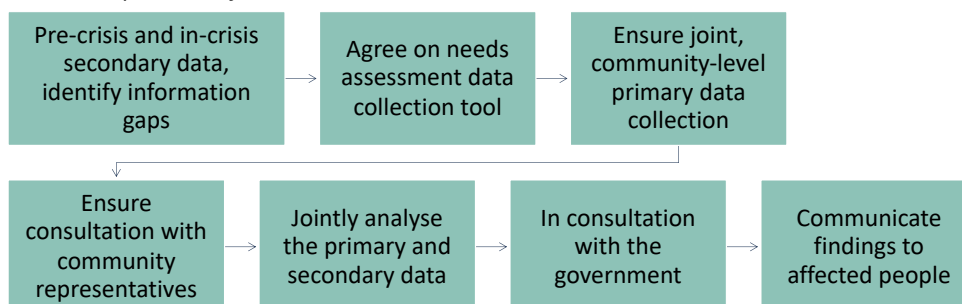 Pre-crisis and in-crisis
secondary data,
identify information
gaps
Agree on needs
assessment data
collection tool
Ensure joint,
community-level
primary data
collection
Ensure
consultation with
community
representatives
Jointly analyse
the primary and
secondary data
In consultation
with the
government
Communicate
findings to
affected people